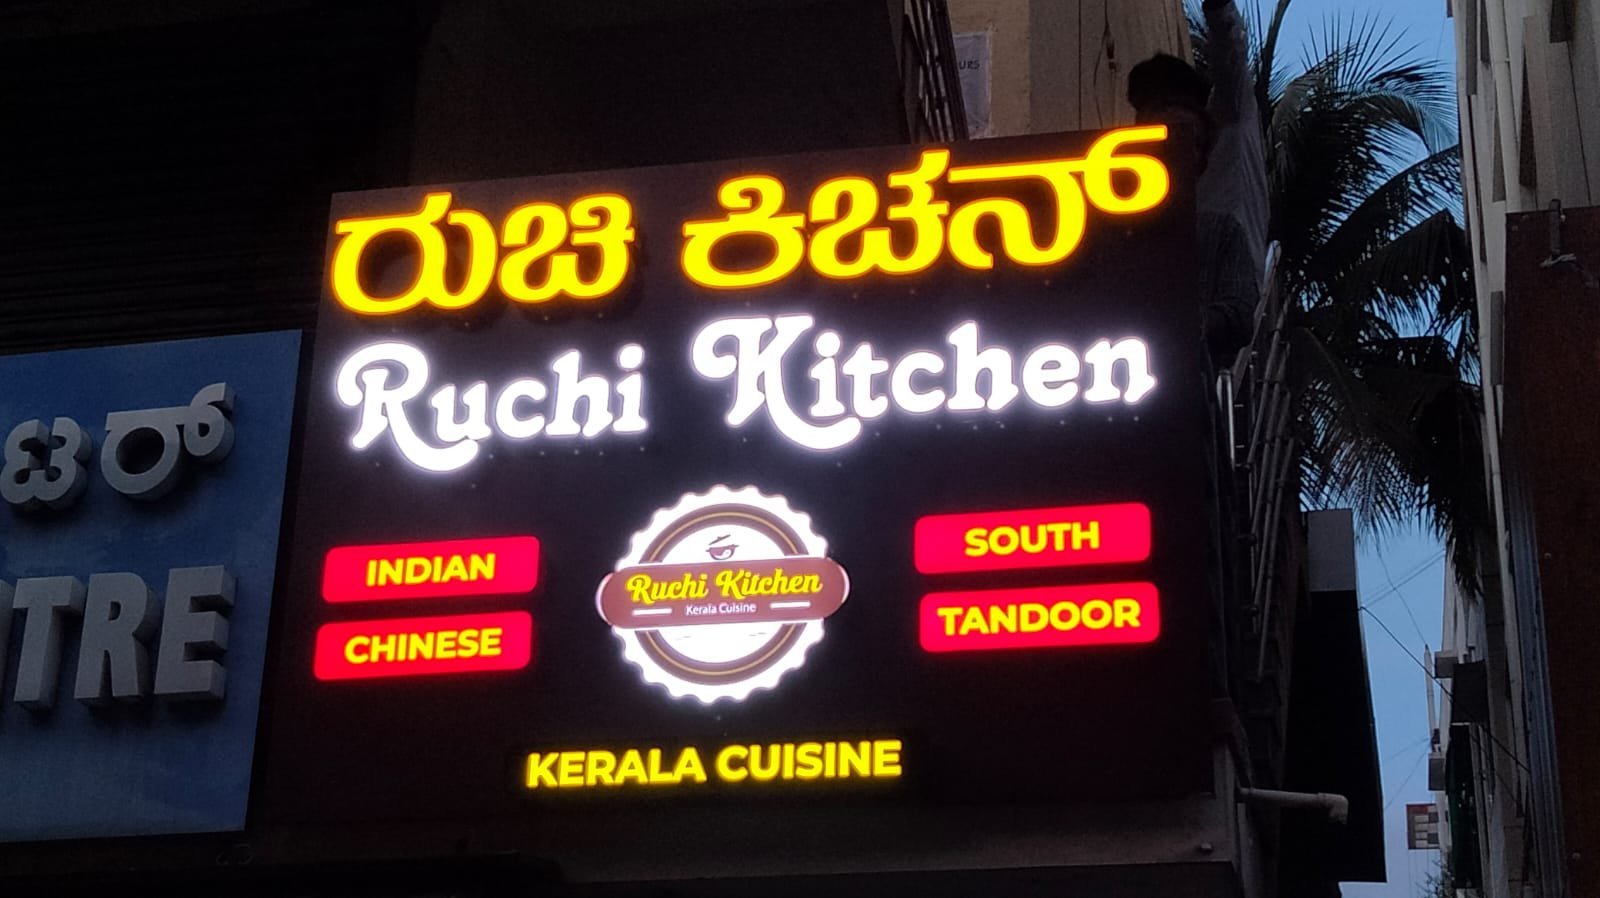 ರುಚಿ ಕಿಚನ್
Ruchi Kitchen
INDIAN
CHINESE
Ruchi Kitchen
Kerala Cuisine
SOUTH
TANDOOR
KERALA CUISINE